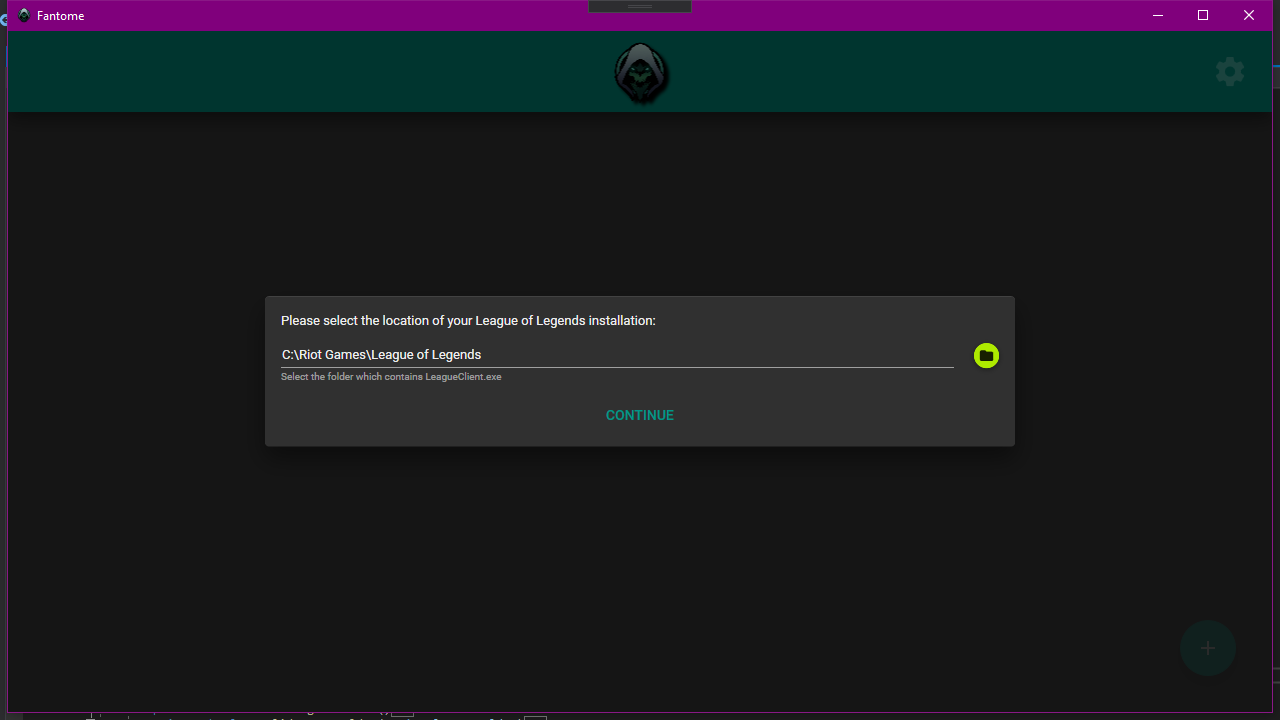 Fantome
Please select the location of your League of Legends installation:
C:\Riot Games\League of Legends
Select the folder which contains LeagueClient.exe
CONTINUE